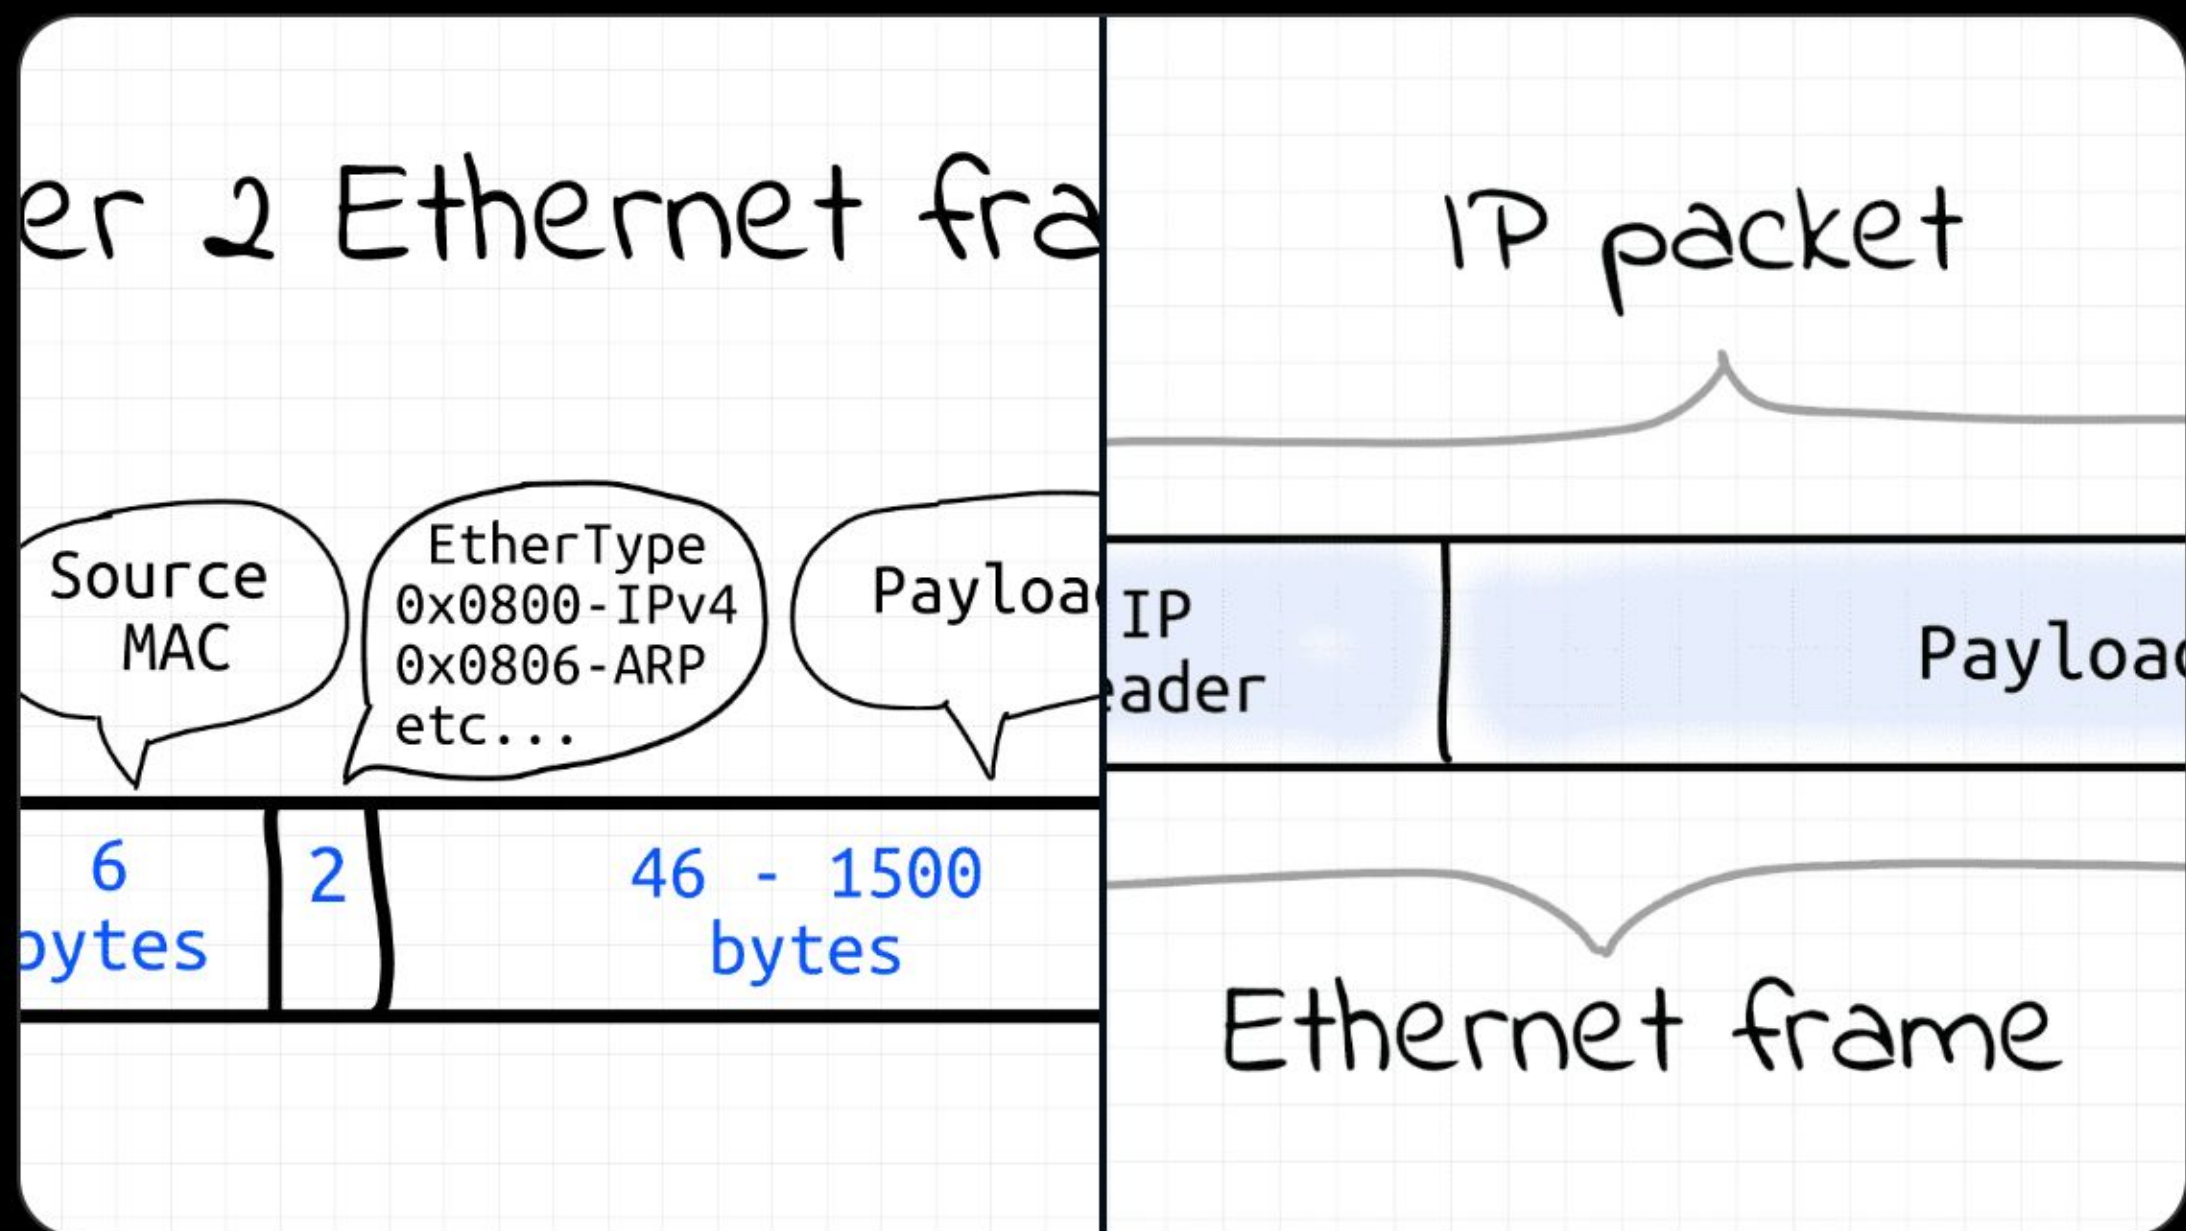 er 2 Ethernet fra
Source
MAC
EtherType
0x0800-IPv4
0x0806-ARP
etc...
Payloa
6
bytes
2
46 - 1500
bytes
IP packet
IP
eader
Payloa
Ethernet frame